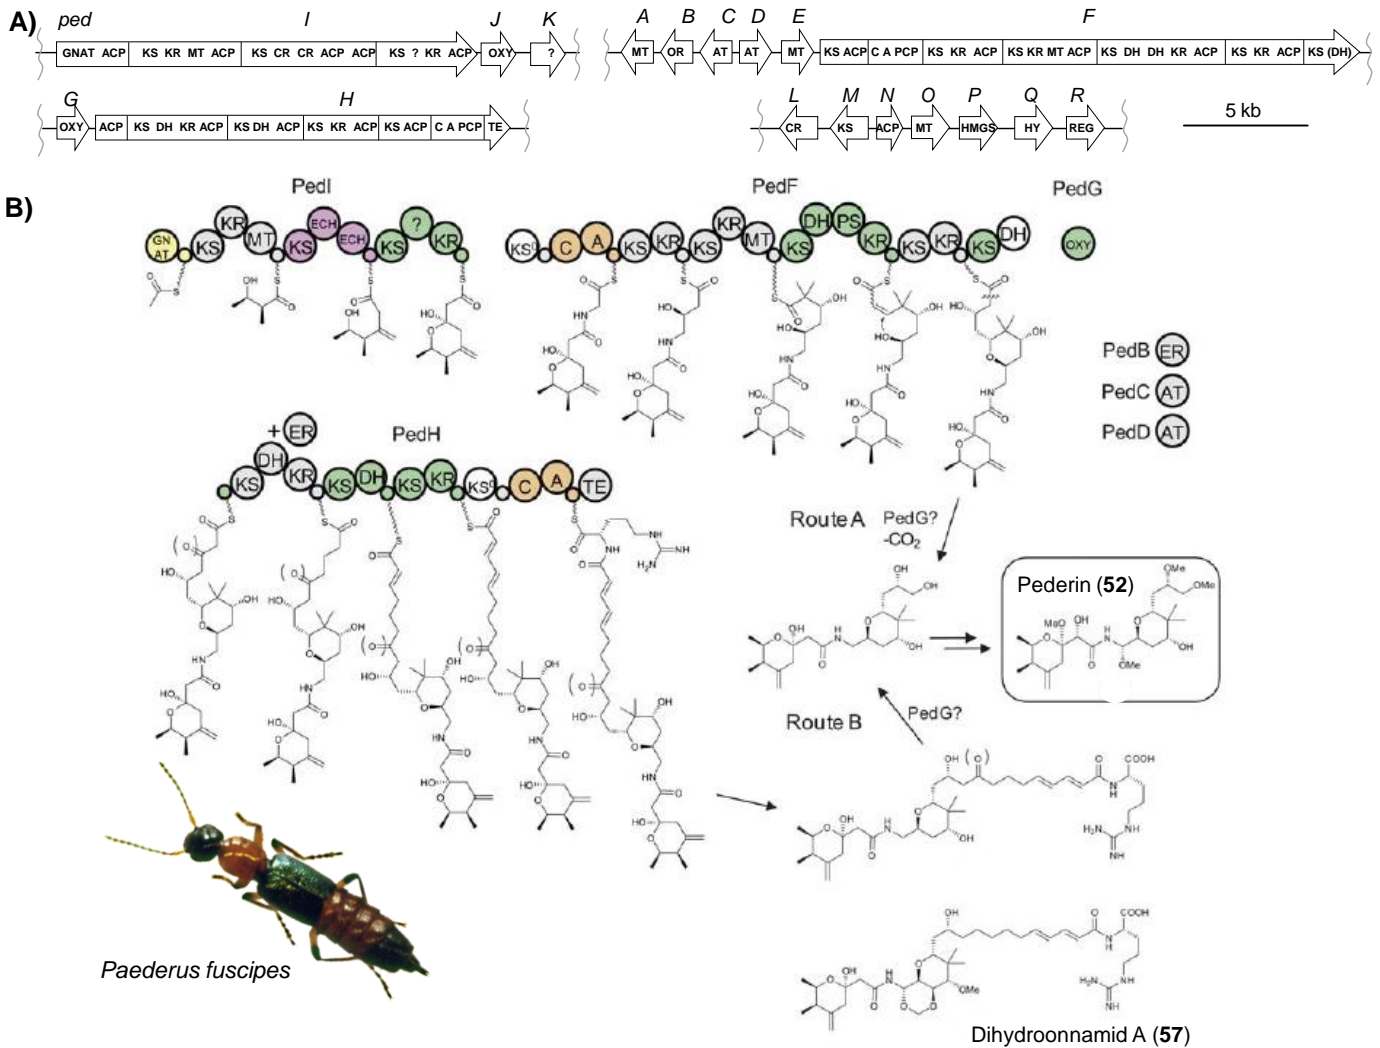 A)
ped I J K A B C D E F
GNAT ACP KS KR MT ACP KS CR CR ACP ACP KS ? KR ACP OXY ? MT OR AT AT MT KS ACP C A PCP KS KR ACP KS KR MT ACP KS DH DH KR ACP KS KR ACP KS (DH)
G H L M N O P Q R
OXY ACP KS DH KR ACP KS DH ACP KS KR ACP KS ACP C A PCP TE CR KS ACP MT HMGS HY REG
5 kb
B)
PedI PedF PedG
GN AT KS KR MT KS ECH ECH KS ? KR KS⁰ C A KS KR KS KR MT KS DH PS KR KS KR KS DH OXY
PedB ER
PedC AT
PedD AT
+ ER PedH
KS DH KR KS DH KS KR KS⁰ C A TE
Route A PedG?
-CO₂
Pederin (52)
Route B PedG?
Paederus fuscipes
Dihydroonnamid A (57)